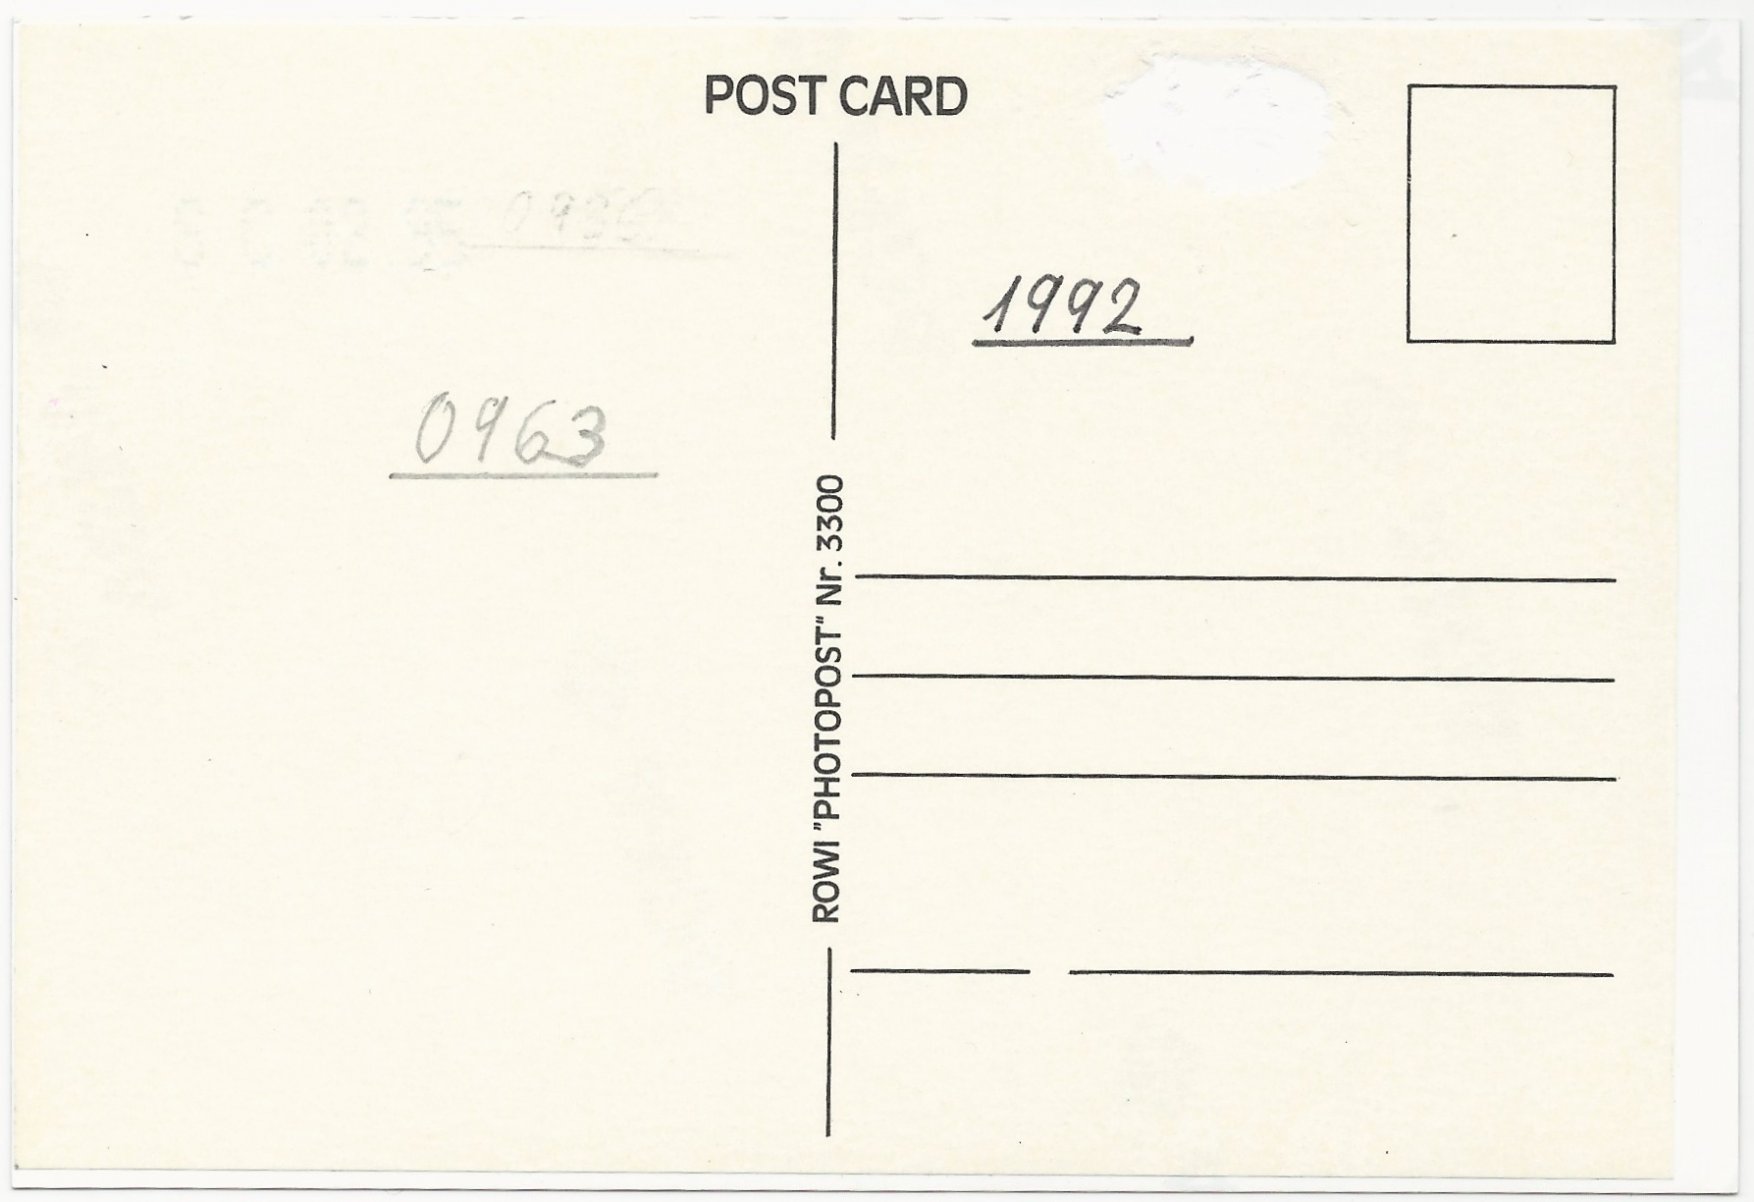 POST CARD
1992
0963
ROWI "PHOTOPOST" Nr. 3300